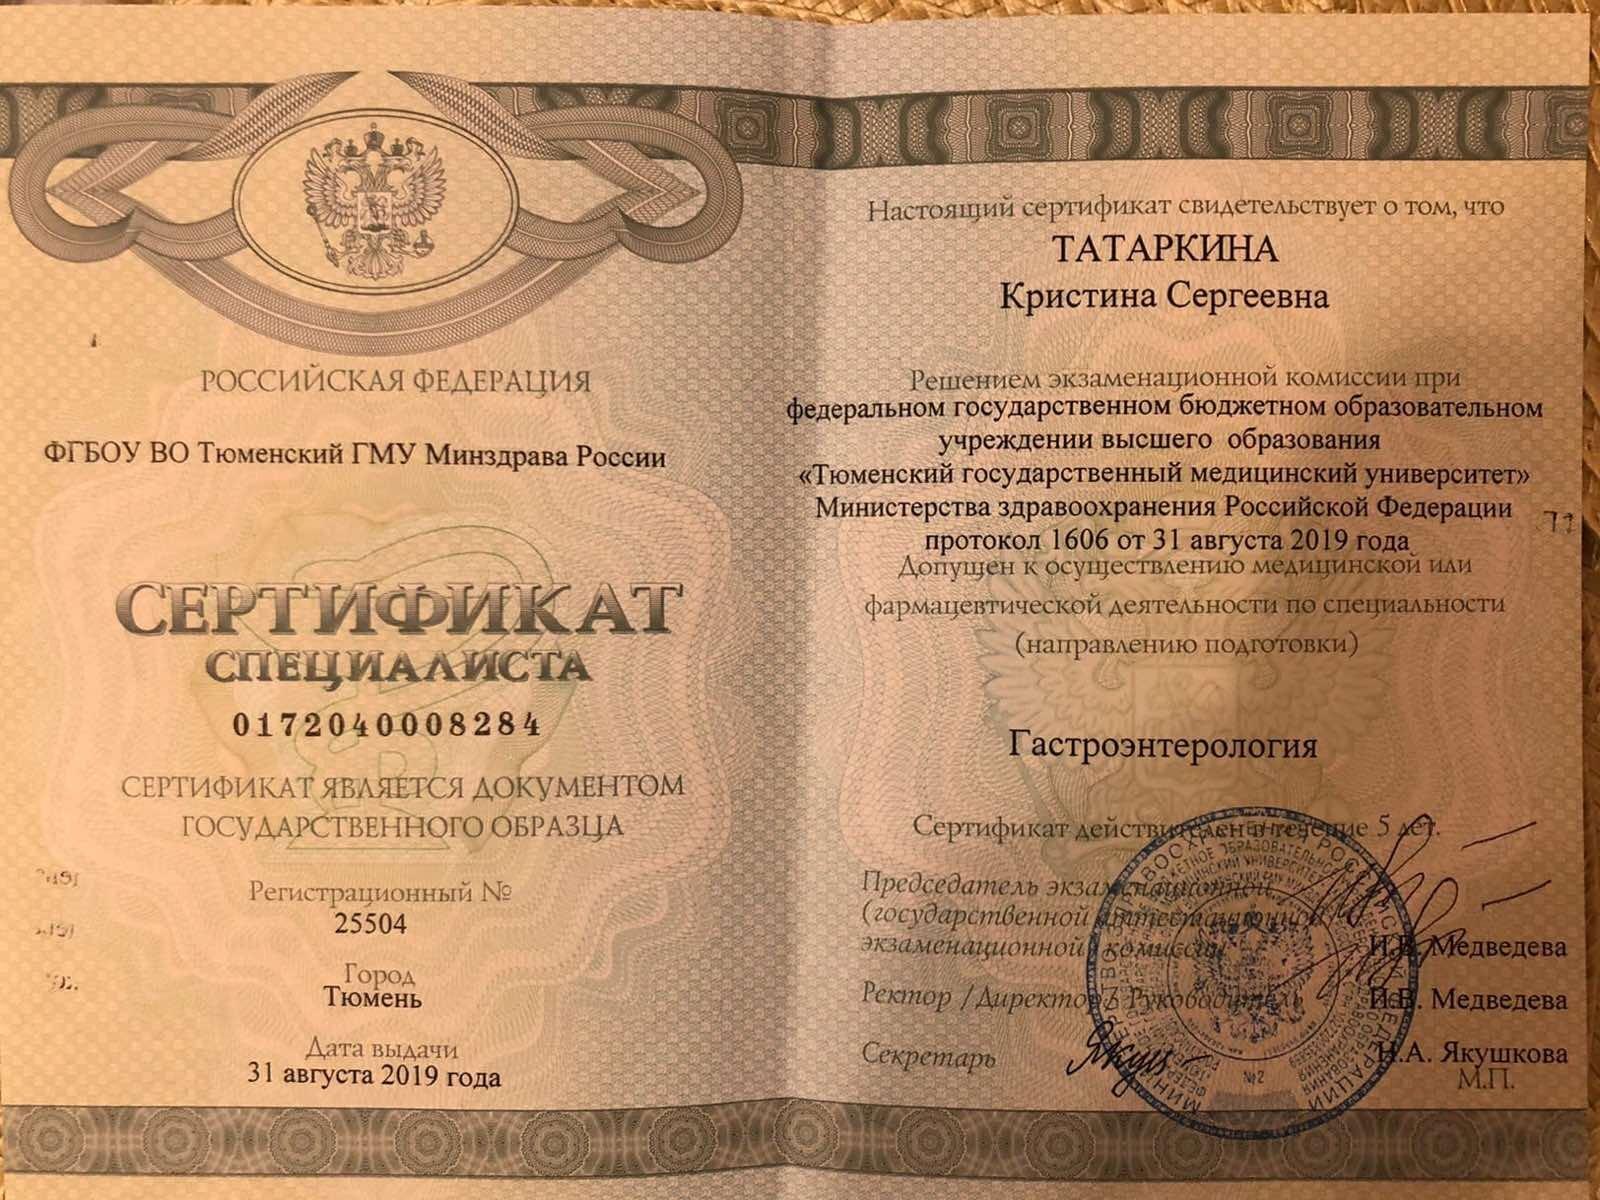 РОССИЙСКАЯ ФЕДЕРАЦИЯ
ФГБОУ ВО Тюменский ГМУ Минздрава России
СЕРТИФИКАТ
СПЕЦИАЛИСТА
0172040008284
СЕРТИФИКАТ ЯВЛЯЕТСЯ ДОКУМЕНТОМ
ГОСУДАРСТВЕННОГО ОБРАЗЦА
Регистрационный №
25504
Город
Тюмень
Дата выдачи
31 августа 2019 года
Настоящий сертификат свидетельствует о том, что
ТАТАРКИНА
Кристина Сергеевна
Решением экзаменационной комиссии при
федеральном государственном бюджетном образовательном
учреждении высшего образования
«Тюменский государственный медицинский университет»
Министерства здравоохранения Российской Федерации
протокол 1606 от 31 августа 2019 года
Допущен к осуществлению медицинской или
фармацевтической деятельности по специальности
(направлению подготовки)
Гастроэнтерология
Сертификат действителен в течение 5 лет.
Председатель экзаменационной
(государственной аттестационной)
экзаменационной комиссии
И.В. Медведева
Ректор /Директор/ Руководитель
И.В. Медведева
Секретарь
Н.А. Якушкова
М.П.
№2